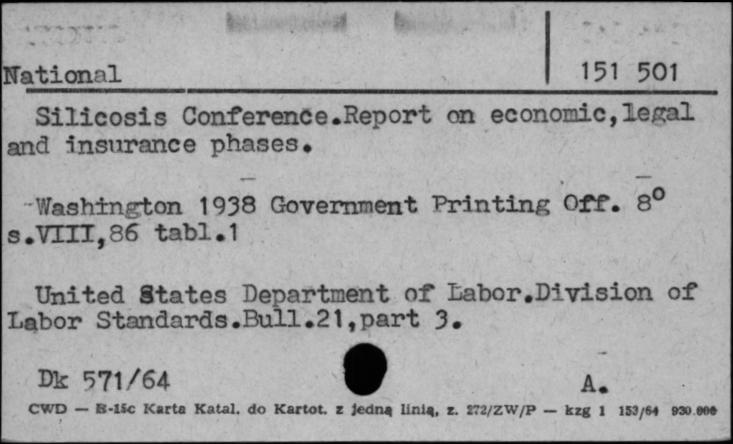 National 151 501
Silicosis Conference.Report on economic,legal
and insurance phases.
Washington 1938 Government Printing Off. 8°
s.VIII,86 tabl.1
United States Department of Labor.Division of
Labor Standards.Bull.21,part 3.
Dk 571/64 A.
CWD — B-15c Karta Katal. do Kartot. z jedną linią, z. 272/ZW/P — kzg 1 153/64 930.000